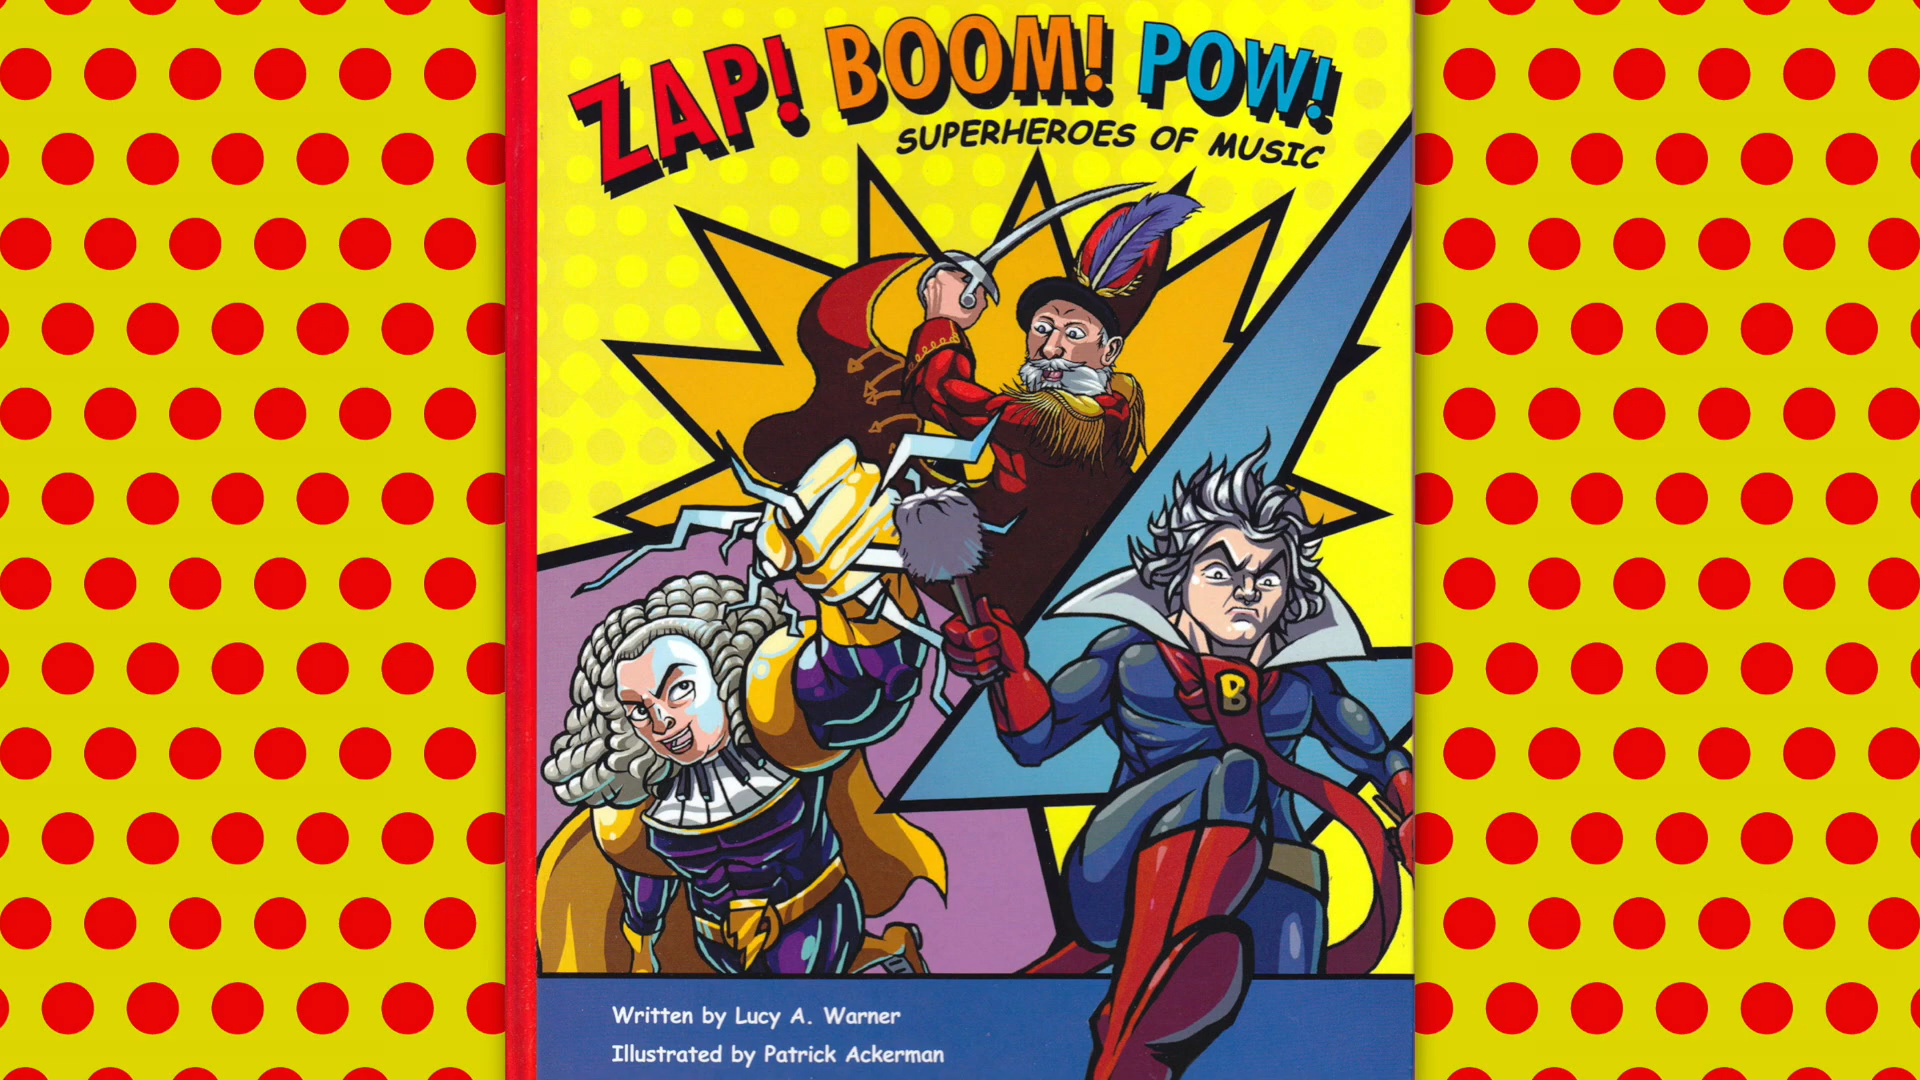 ZAP! BOOM! POW!
SUPERHEROES OF MUSIC
B
Written by Lucy A. Warner
Illustrated by Patrick Ackerman